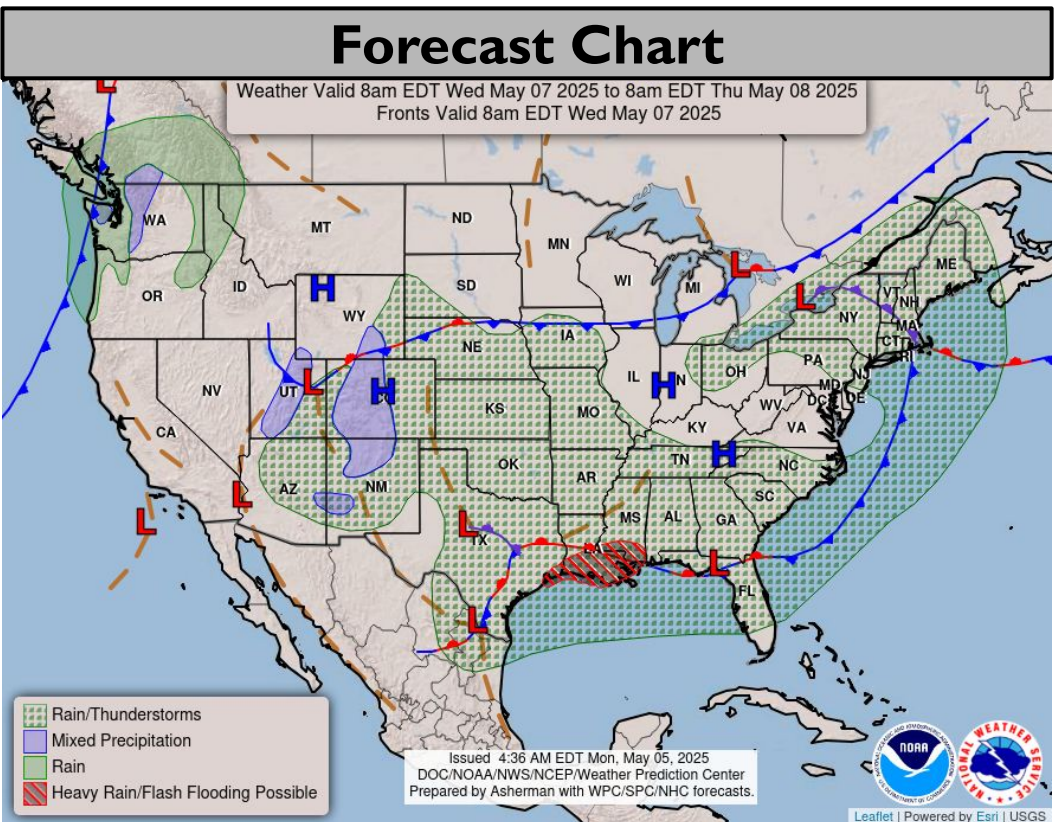 Forecast Chart
Weather Valid 8am EDT Wed May 07 2025 to 8am EDT Thu May 08 2025
Fronts Valid 8am EDT Wed May 07 2025
L
WA
MT
ND
MN
ME
L
OR
ID
H
WY
SD
WI
MI
L
VT
NH
NY
MA
CT
RI
NE
IA
PA
NJ
NV
UT
L
H
IL
H
N
OH
MD
DC
DE
CA
KS
MO
WV
VA
KY
H
TN
NC
OK
AR
AZ
NM
SC
L
L
L
TX
MS
AL
GA
LA
L
FL
L
Rain/Thunderstorms
Mixed Precipitation
Rain
Heavy Rain/Flash Flooding Possible
Issued 4:36 AM EDT Mon, May 05, 2025
DOC/NOAA/NWS/NCEP/Weather Prediction Center
Prepared by Asherman with WPC/SPC/NHC forecasts.
NOAA
NATIONAL WEATHER SERVICE
Leaflet | Powered by Esri | USGS